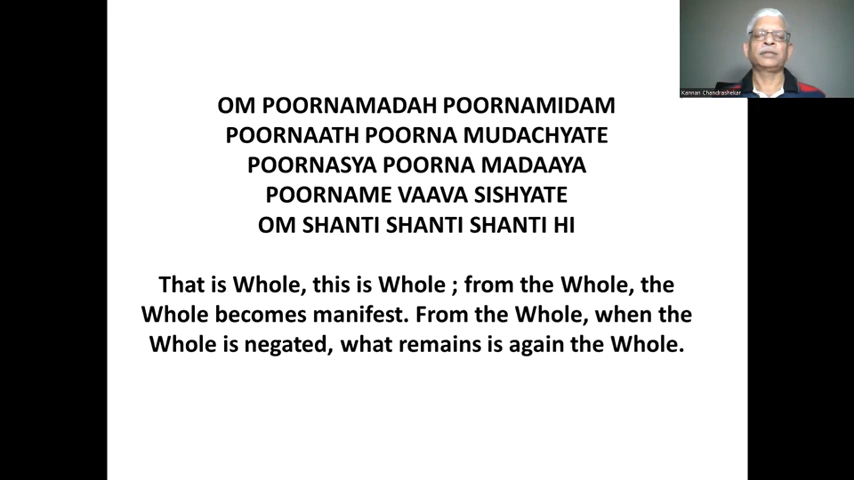 OM POORNAMADAH POORNAMIDAM
POORNAATH POORNA MUDACHYATE
POORNASYA POORNA MADAAYA
POORNAME VAAVA SISHYATE
OM SHANTI SHANTI SHANTI HI
That is Whole, this is Whole ; from the Whole, the
Whole becomes manifest. From the Whole, when the
Whole is negated, what remains is again the Whole.
Kannan Chandrashekar